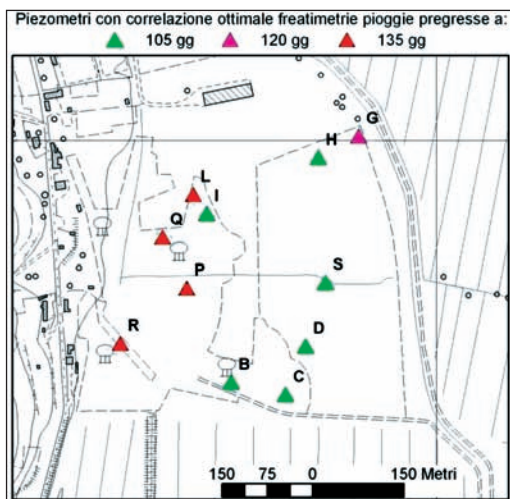 Piezometri con correlazione ottimale freatimetrie pioggie pregresse a:
105 gg 120 gg 135 gg
G
H
L
I
Q
S
P
D
R
B
C
150 75 0 150 Metri